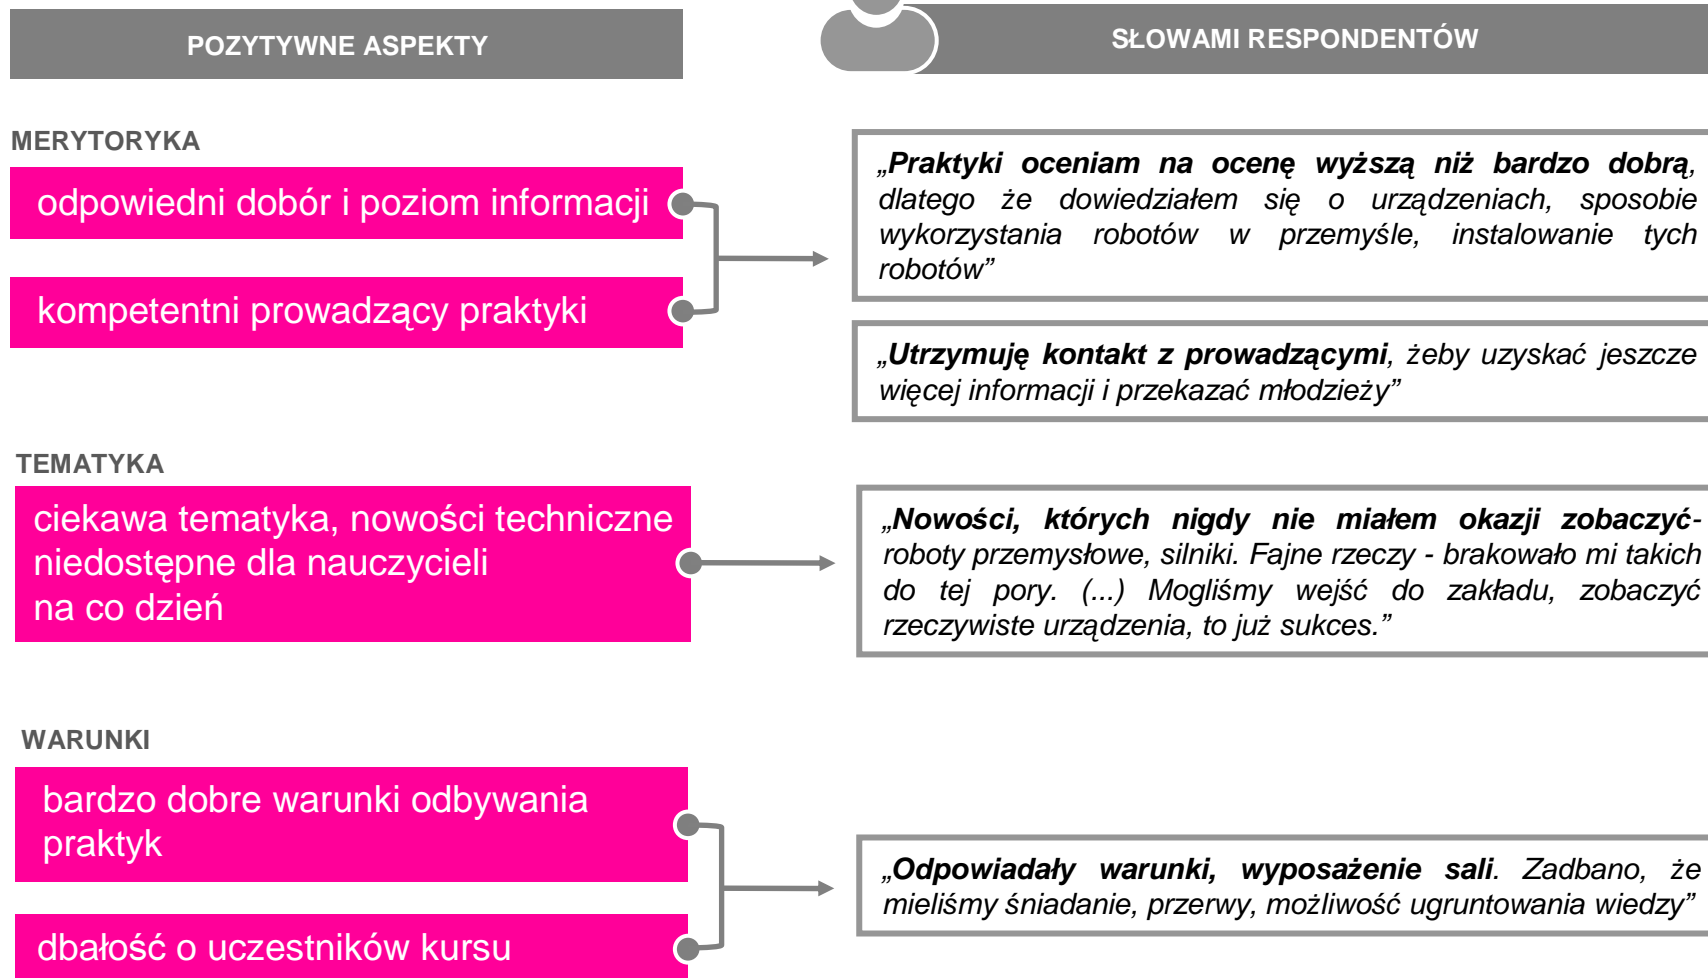 POZYTYWNE ASPEKTY
SŁOWAMI RESPONDENTÓW
MERYTORYKA
odpowiedni dobór i poziom informacji
kompetentni prowadzący praktyki
„Praktyki oceniam na ocenę wyższą niż bardzo dobrą,
dlatego że dowiedziałem się o urządzeniach, sposobie
wykorzystania robotów w przemyśle, instalowanie tych
robotów”
„Utrzymuję kontakt z prowadzącymi, żeby uzyskać jeszcze
więcej informacji i przekazać młodzieży”
TEMATYKA
ciekawa tematyka, nowości techniczne
niedostępne dla nauczycieli
na co dzień
„Nowości, których nigdy nie miałem okazji zobaczyć-
roboty przemysłowe, silniki. Fajne rzeczy - brakowało mi takich
do tej pory. (...) Mogliśmy wejść do zakładu, zobaczyć
rzeczywiste urządzenia, to już sukces.”
WARUNKI
bardzo dobre warunki odbywania
praktyk
dbałość o uczestników kursu
„Odpowiadały warunki, wyposażenie sali. Zadbano, że
mieliśmy śniadanie, przerwy, możliwość ugruntowania wiedzy”